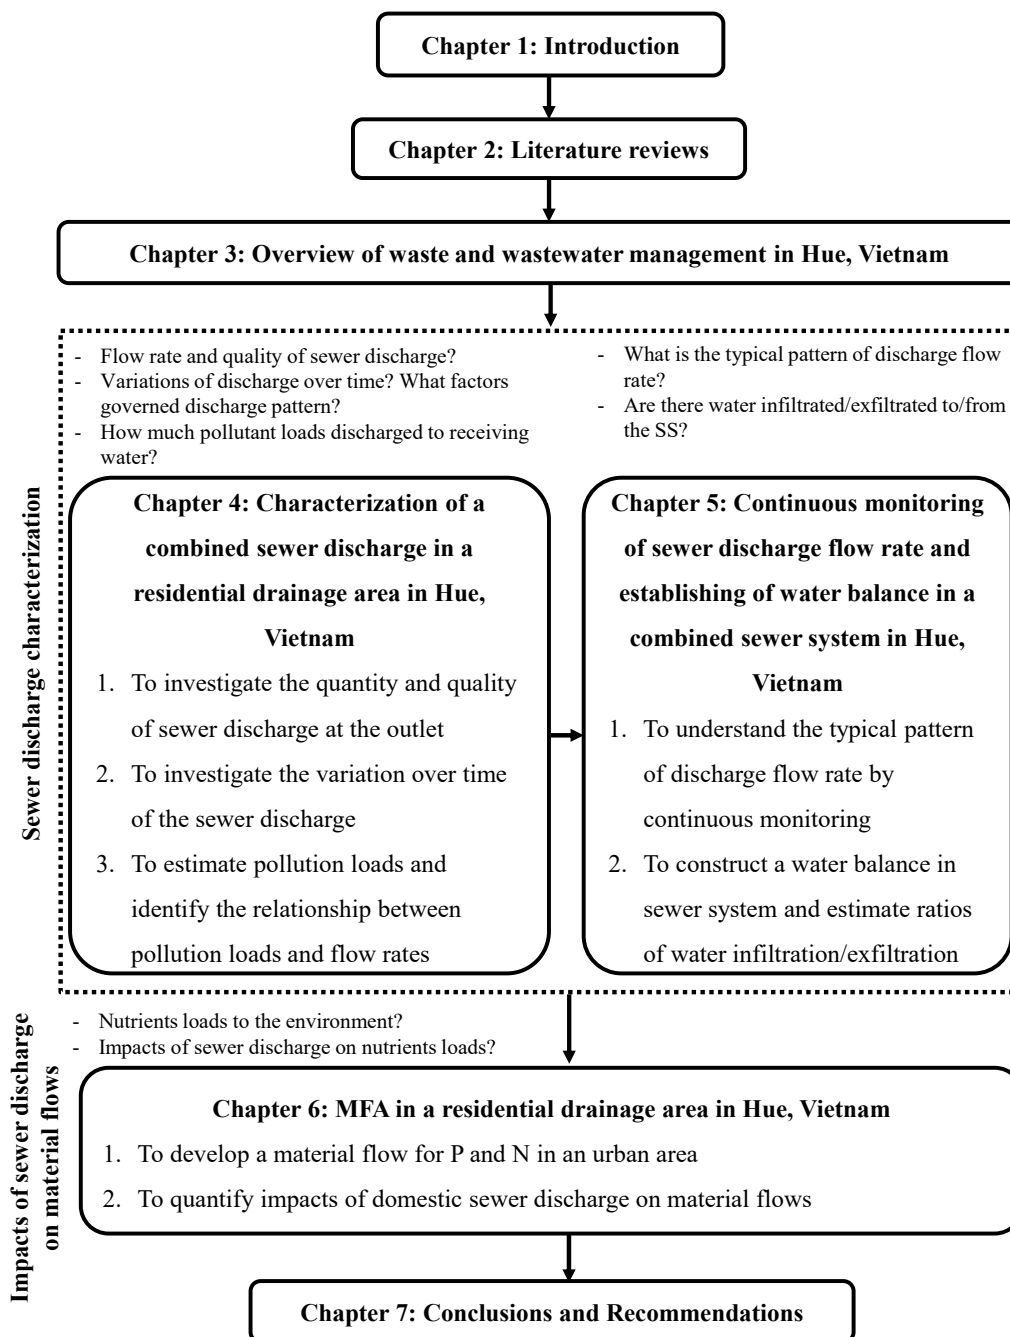 Chapter 1: Introduction
Chapter 2: Literature reviews
Chapter 3: Overview of waste and wastewater management in Hue, Vietnam
Sewer discharge characterization
- Flow rate and quality of sewer discharge?
- Variations of discharge over time? What factors
governed discharge pattern?
- How much pollutant loads discharged to receiving
water?
- What is the typical pattern of discharge flow
rate?
- Are there water infiltrated/exfiltrated to/from
the SS?
Chapter 4: Characterization of a
combined sewer discharge in a
residential drainage area in Hue,
Vietnam
1. To investigate the quantity and quality
of sewer discharge at the outlet
2. To investigate the variation over time
of the sewer discharge
3. To estimate pollution loads and
identify the relationship between
pollution loads and flow rates
Chapter 5: Continuous monitoring
of sewer discharge flow rate and
establishing of water balance in a
combined sewer system in Hue,
Vietnam
1. To understand the typical pattern
of discharge flow rate by
continuous monitoring
2. To construct a water balance in
sewer system and estimate ratios
of water infiltration/exfiltration
Impacts of sewer discharge
on material flows
- Nutrients loads to the environment?
- Impacts of sewer discharge on nutrients loads?
Chapter 6: MFA in a residential drainage area in Hue, Vietnam
1. To develop a material flow for P and N in an urban area
2. To quantify impacts of domestic sewer discharge on material flows
Chapter 7: Conclusions and Recommendations